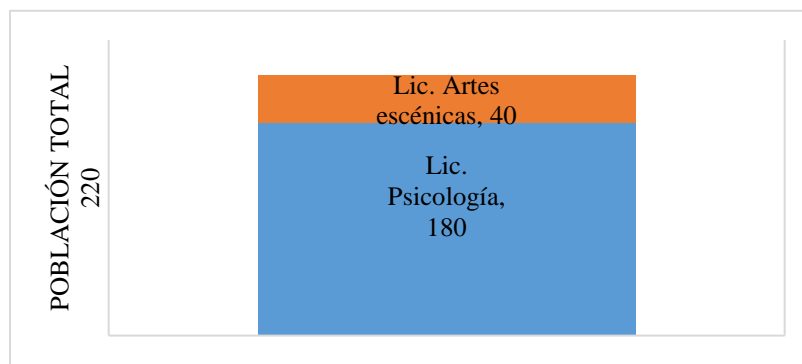 POBLACIÓN TOTAL
220
Lic. Artes
escénicas, 40
Lic.
Psicología,
180